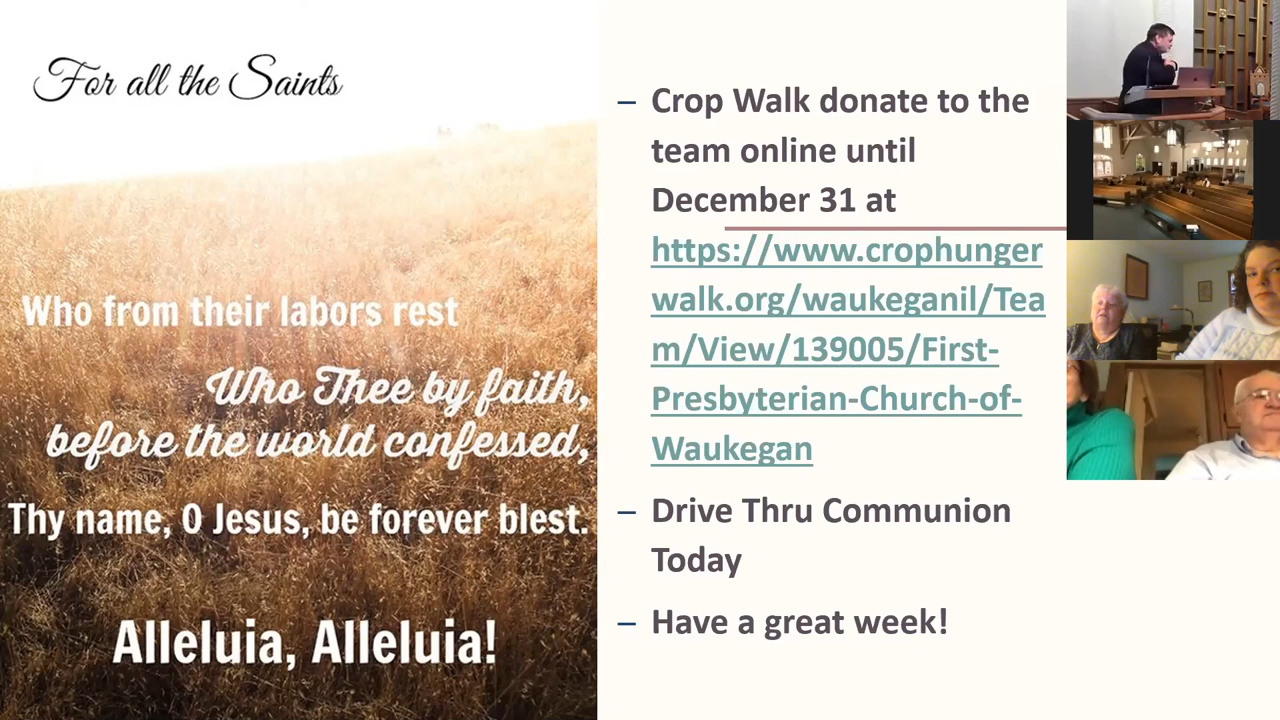 For all the Saints
Who from their labors rest
Who Thee by faith,
before the world confessed,
Thy name, O Jesus, be forever blest.
Alleluia, Alleluia!
– Crop Walk donate to the
team online until
December 31 at
https://www.crophunger
walk.org/waukeganil/Tea
m/View/139005/First-
Presbyterian-Church-of-
Waukegan
– Drive Thru Communion
Today
– Have a great week!